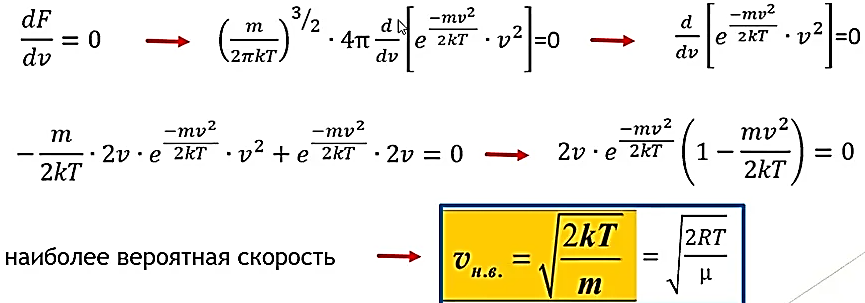 dF/dv = 0 → (m/2πkT)^3/2 · 4π d/dv [e^(-mv²/2kT) · v²]=0 → d/dv [e^(-mv²/2kT) · v²]=0
-m/2kT · 2v · e^(-mv²/2kT) · v² + e^(-mv²/2kT) · 2v = 0 → 2v · e^(-mv²/2kT) (1 - mv²/2kT) = 0
наиболее вероятная скорость → v н.в. = √(2kT/m) = √(2RT/μ)